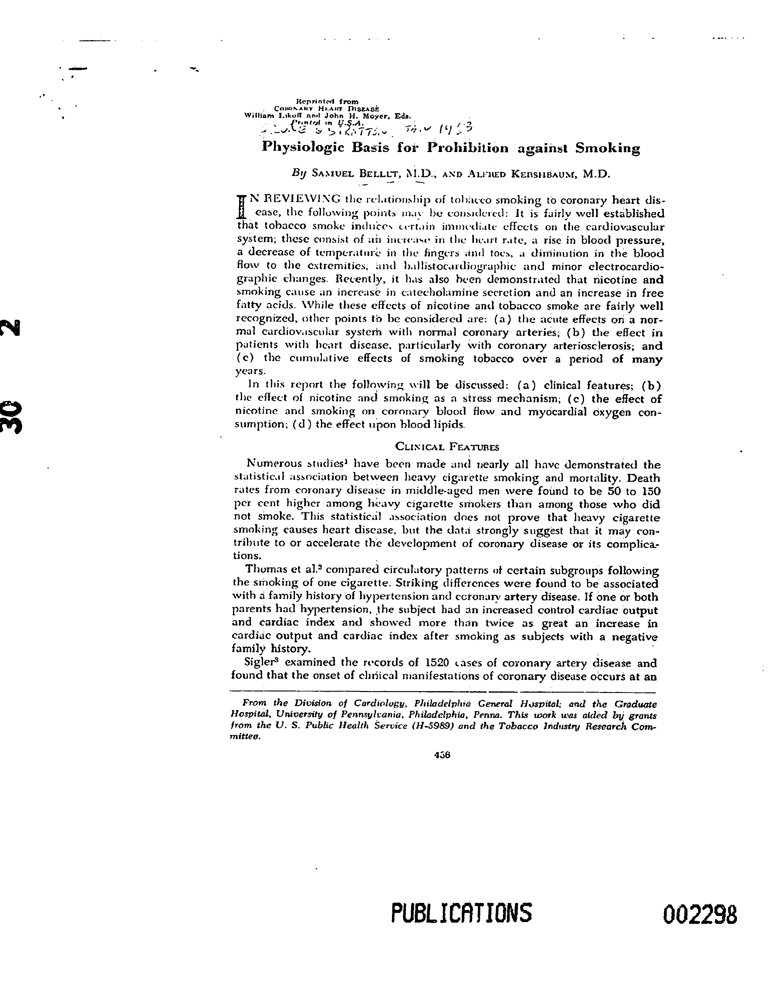 Reprinted from
CORONARY HEART DISEASE
William Likoff and John H. Moyer, Eds.
Printed in U.S.A.
1963
Physiologic Basis for Prohibition against Smoking
By SAMUEL BELLET, M.D., AND ALFRED KERSHBAUM, M.D.
IN REVIEWING the relationship of tobacco smoking to coronary heart dis-
ease, the following points may be considered: It is fairly well established
that tobacco smoke induces certain immediate effects on the cardiovascular
system; these consist of an increase in the heart rate, a rise in blood pressure,
a decrease of temperature in the fingers and toes, a diminution in the blood
flow to the extremities, and ballistocardiographic and minor electrocardio-
graphic changes. Recently, it has also been demonstrated that nicotine and
smoking cause an increase in catecholamine secretion and an increase in free
fatty acids. While these effects of nicotine and tobacco smoke are fairly well
recognized, other points to be considered are: (a) the acute effects on a nor-
mal cardiovascular system with normal coronary arteries; (b) the effect in
patients with heart disease, particularly with coronary arteriosclerosis; and
(c) the cumulative effects of smoking tobacco over a period of many
years.
In this report the following will be discussed: (a) clinical features; (b)
the effect of nicotine and smoking as a stress mechanism; (c) the effect of
nicotine and smoking on coronary blood flow and myocardial oxygen con-
sumption; (d) the effect upon blood lipids.
CLINICAL FEATURES
Numerous studies¹ have been made and nearly all have demonstrated the
statistical association between heavy cigarette smoking and mortality. Death
rates from coronary disease in middle-aged men were found to be 50 to 150
per cent higher among heavy cigarette smokers than among those who did
not smoke. This statistical association does not prove that heavy cigarette
smoking causes heart disease, but the data strongly suggest that it may con-
tribute to or accelerate the development of coronary disease or its complica-
tions.
Thomas et al.² compared circulatory patterns of certain subgroups following
the smoking of one cigarette. Striking differences were found to be associated
with a family history of hypertension and coronary artery disease. If one or both
parents had hypertension, the subject had an increased control cardiac output
and cardiac index and showed more than twice as great an increase in
cardiac output and cardiac index after smoking as subjects with a negative
family history.
Sigler³ examined the records of 1520 cases of coronary artery disease and
found that the onset of clinical manifestations of coronary disease occurs at an
From the Division of Cardiology, Philadelphia General Hospital; and the Graduate
Hospital, University of Pennsylvania, Philadelphia, Penna. This work was aided by grants
from the U. S. Public Health Service (H-5989) and the Tobacco Industry Research Com-
mittee.
438
30 2
PUBLICATIONS 002298